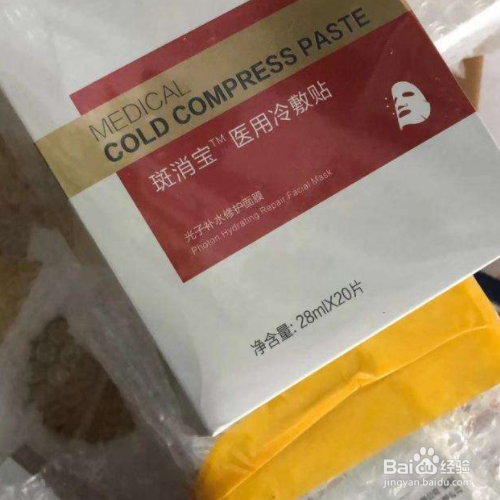 MEDICAL
COLD COMPRESS PASTE
斑消宝™ 医用冷敷贴
光子补水修护面膜
Photon Hydrating Repair Facial Mask
净含量: 28mlX20片
Baidu经验
jingyan.baidu.com